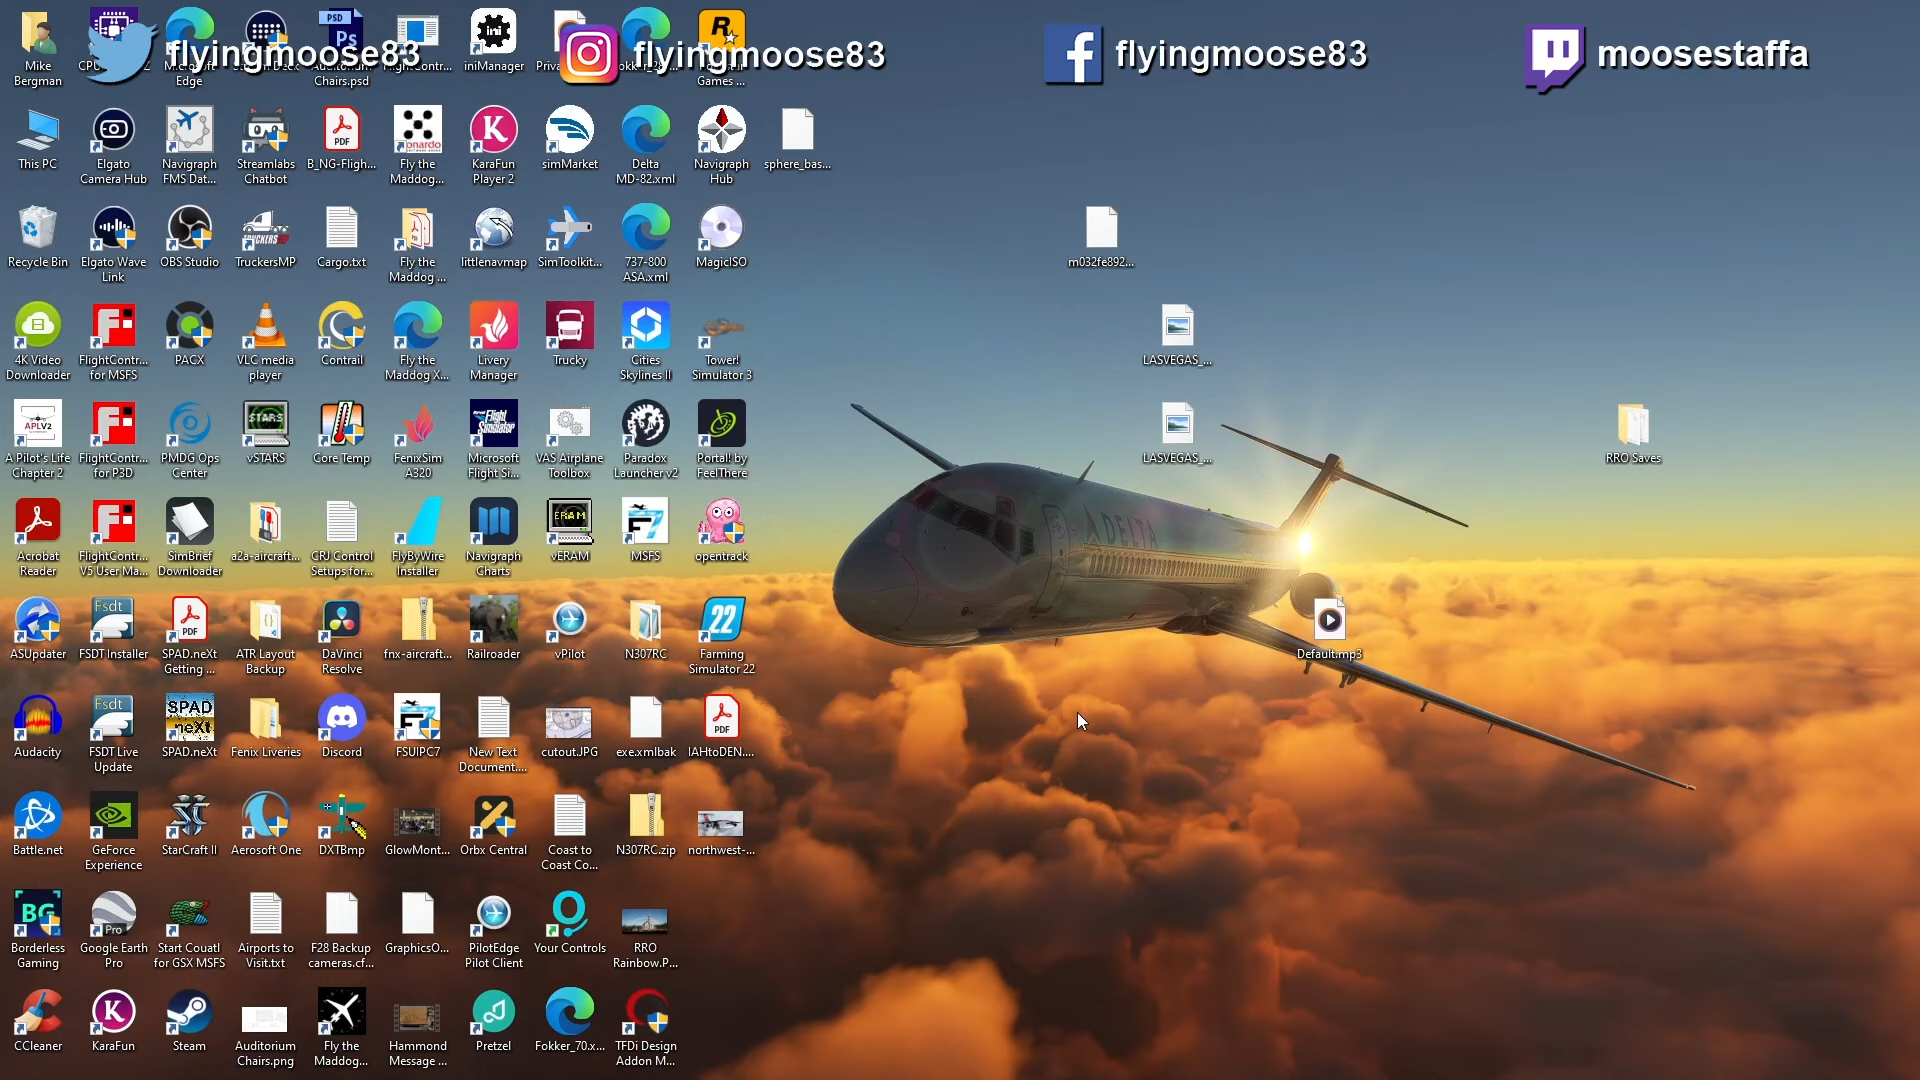 flyingmoose83
flyingmoose83
flyingmoose83
moosestaffa
Mike
Bergman
Edge
Chairs.psd
iniManager
Games ...
This PC
Elgato
Camera Hub
Navigraph
FMS Dat...
Streamlabs
Chatbot
B_NG-Fligh...
Fly the
Maddog...
KaraFun
Player 2
simMarket
Delta
MD-82.xml
Navigraph
Hub
sphere_bas...
Recycle Bin
Elgato Wave
Link
OBS Studio
TruckersMP
Cargo.txt
Fly the
Maddog ...
littlenavmap
SimToolkit...
737-800
ASA.xml
MagicISO
m032fe892...
4K Video
Downloader
FlightContr...
for MSFS
PACX
VLC media
player
Contrail
Fly the
Maddog X...
Livery
Manager
Trucky
Cities
Skylines II
Tower!
Simulator 3
LASVEGAS_...
A Pilot's Life
Chapter 2
FlightContr...
for P3D
PMDG Ops
Center
vSTARS
Core Temp
FenixSim
A320
Microsoft
Flight Si...
VAS Airplane
Toolbox
Paradox
Launcher v2
Portal! by
FeelThere
LASVEGAS_...
RRO Saves
Acrobat
Reader
FlightContr...
V5 User Ma...
SimBrief
Downloader
a2a-aircraft...
CRJ Control
Setups for...
FlyByWire
Installer
Navigraph
Charts
vERAM
MSFS
opentrack
ASUpdater
FSDT Installer
SPAD.neXt
Getting ...
ATR Layout
Backup
DaVinci
Resolve
fnx-aircraft...
Railroader
vPilot
N307RC
Farming
Simulator 22
Default.mp3
Audacity
FSDT Live
Update
SPAD.neXt
Fenix Liveries
Discord
FSUIPC7
New Text
Document....
cutout.JPG
exe.xmlbak
IAHtoDEN....
Battle.net
GeForce
Experience
StarCraft II
Aerosoft One
DXTBmp
GlowMont...
Orbx Central
Coast to
Coast Co...
N307RC.zip
northwest-...
Borderless
Gaming
Google Earth
Pro
Start Couatl
for GSX MSFS
Airports to
Visit.txt
F28 Backup
cameras.cf...
GraphicsO...
PilotEdge
Pilot Client
Your Controls
RRO
Rainbow.P...
CCleaner
KaraFun
Steam
Auditorium
Chairs.png
Fly the
Maddog...
Hammond
Message ...
Pretzel
Fokker_70.x...
TFDi Design
Addon M...
DELTA